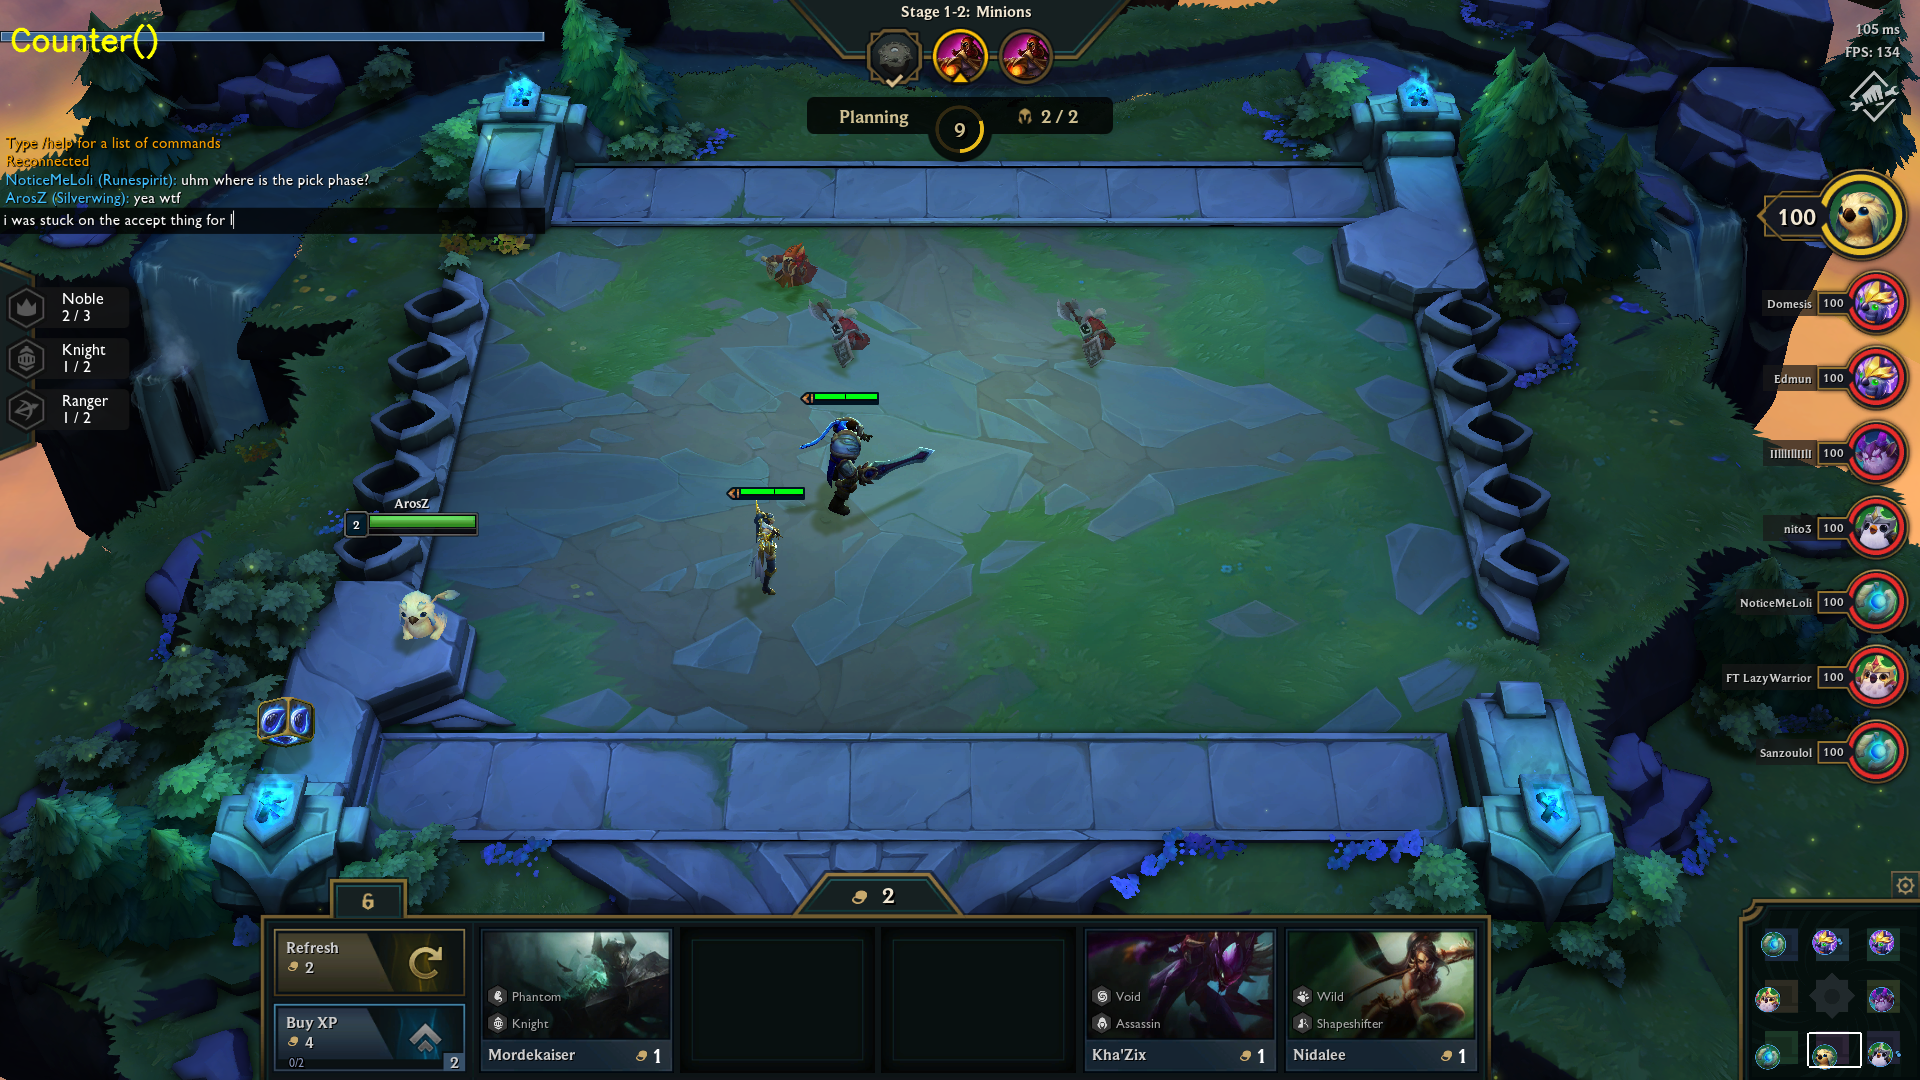 Stage 1-2: Minions
Counter()
105 ms
FPS: 134
Planning
9
2 / 2
Type /help for a list of commands
Reconnected
NoticeMeLoli (Runespirit): uhm where is the pick phase?
ArosZ (Silverwing): yea wtf
i was stuck on the accept thing for l
100
Noble
2 / 3
Knight
1 / 2
Ranger
1 / 2
Domesis 100
Edmun 100
100
nito3 100
NoticeMeLoli 100
FT LazyWarrior 100
Sanzoulol 100
ArosZ
2
6
2
Refresh
2
Buy XP
4
0/2
2
Phantom
Knight
Mordekaiser 1
Void
Assassin
Kha'Zix 1
Wild
Shapeshifter
Nidalee 1